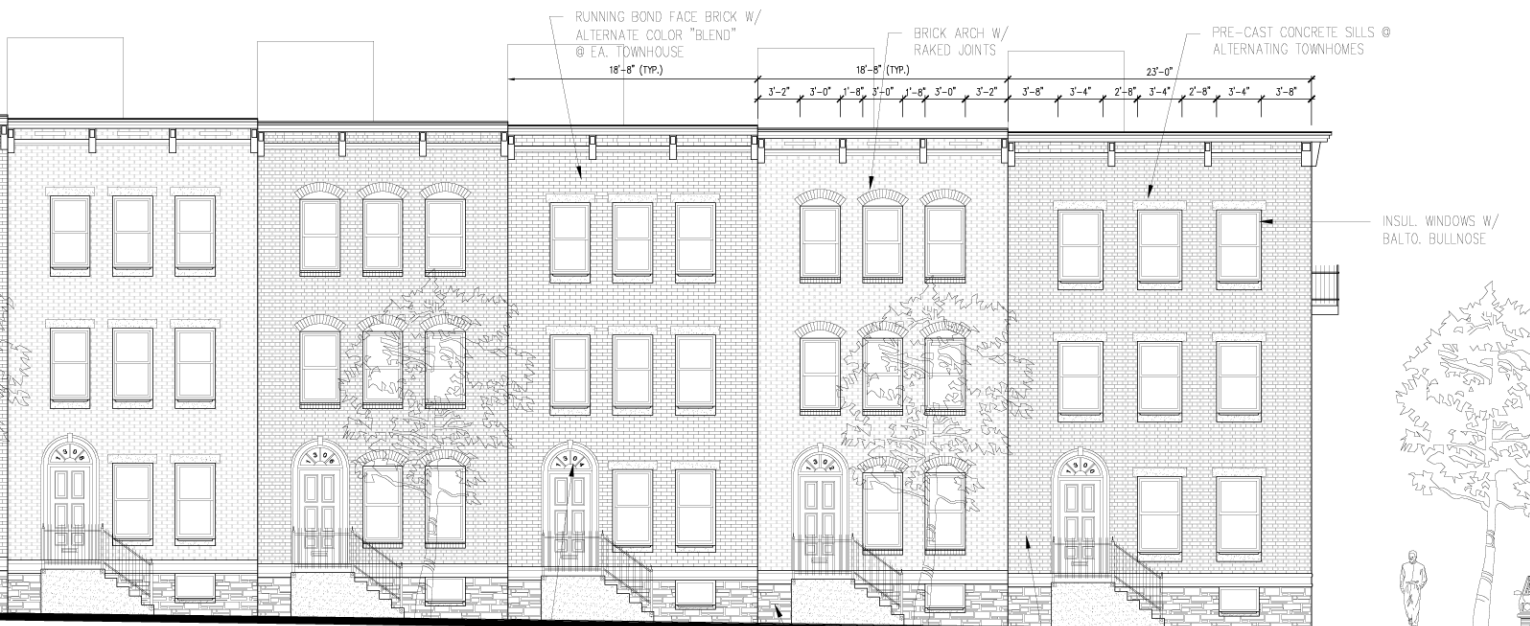 RUNNING BOND FACE BRICK W/
ALTERNATE COLOR "BLEND"
@ EA. TOWNHOUSE
BRICK ARCH W/
RAKED JOINTS
PRE-CAST CONCRETE SILLS @
ALTERNATING TOWNHOMES
18'-8" (TYP.)
18'-8" (TYP.)
23'-0"
3'-2" 3'-0" 1'-8" 3'-0" 1'-8" 3'-0" 3'-2" 3'-8" 3'-4" 2'-8" 3'-4" 2'-8" 3'-4" 3'-8"
INSUL. WINDOWS W/
BALTO. BULLNOSE
1304
1302
1300